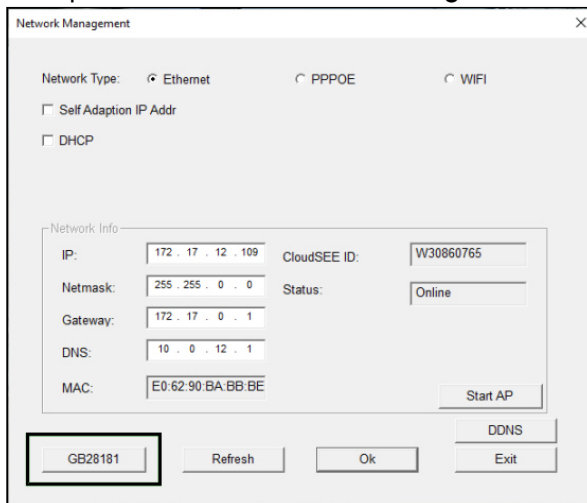 Network Management
Network Type: Ethernet PPPOE WIFI
Self Adaption IP Addr
DHCP
Network Info
IP: 172 . 17 . 12 . 109 CloudSEE ID: W30860765
Netmask: 255 . 255 . 0 . 0 Status: Online
Gateway: 172 . 17 . 0 . 1
DNS: 10 . 0 . 12 . 1
MAC: E0:62:90:BA:BB:BE Start AP
DDNS
GB28181 Refresh Ok Exit